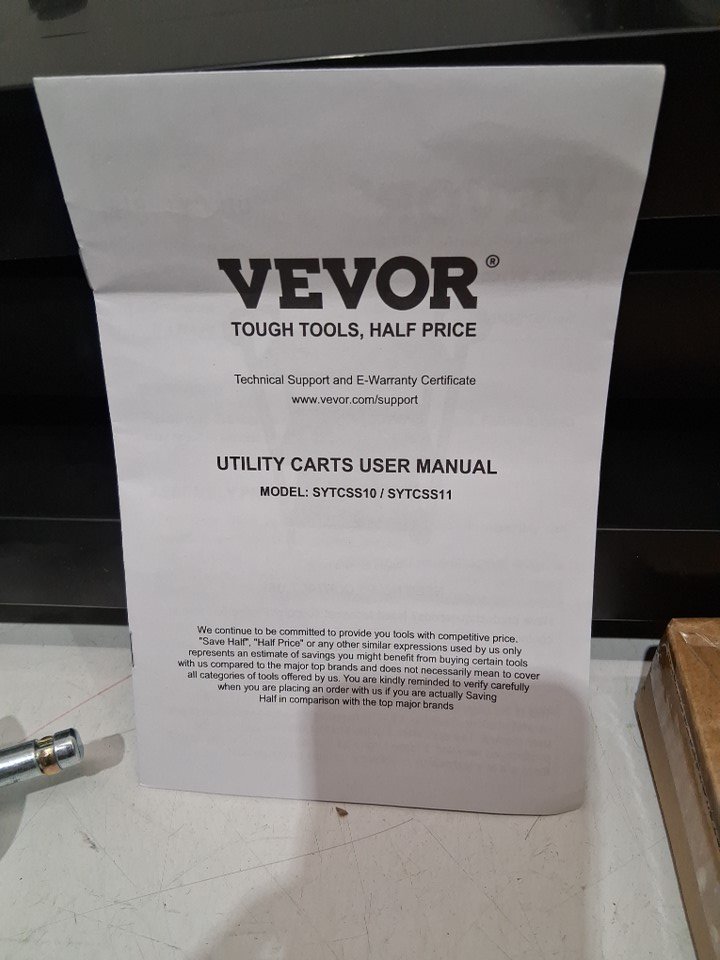 VEVOR®
TOUGH TOOLS, HALF PRICE
Technical Support and E-Warranty Certificate
www.vevor.com/support
UTILITY CARTS USER MANUAL
MODEL: SYTCSS10 / SYTCSS11
We continue to be committed to provide you tools with competitive price.
"Save Half", "Half Price" or any other similar expressions used by us only
represents an estimate of savings you might benefit from buying certain tools
with us compared to the major top brands and does not necessarily mean to cover
all categories of tools offered by us. You are kindly reminded to verify carefully
when you are placing an order with us if you are actually Saving
Half in comparison with the top major brands